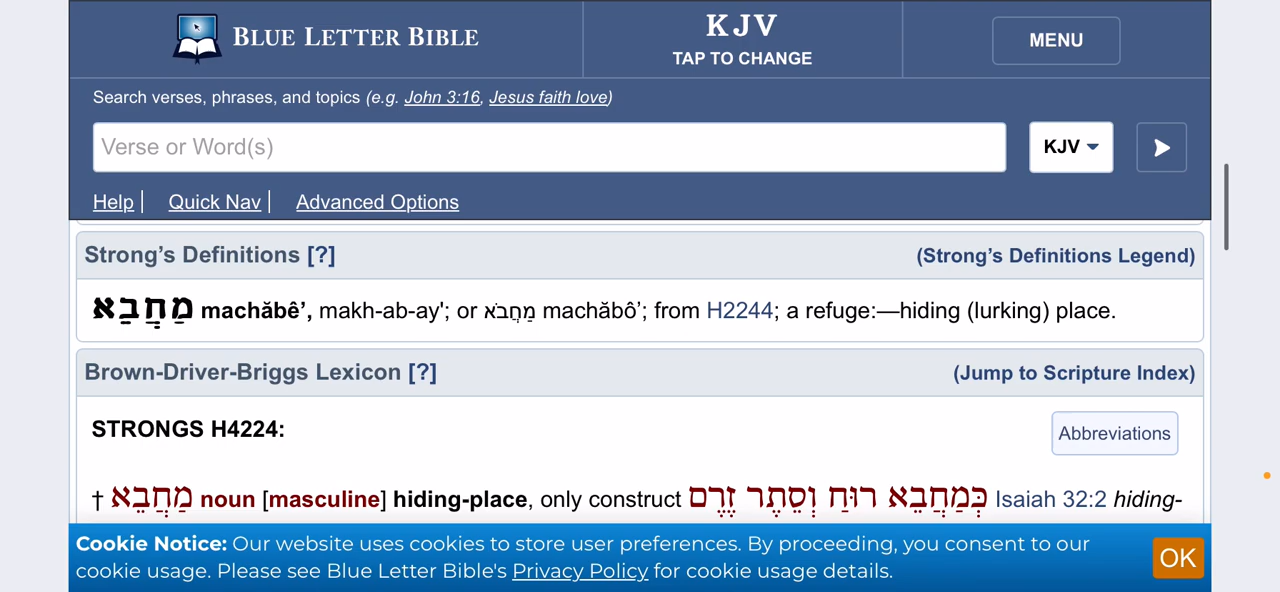 BLUE LETTER BIBLE
KJV
TAP TO CHANGE
MENU
Search verses, phrases, and topics (e.g. John 3:16, Jesus faith love)
Verse or Word(s)
KJV
Help | Quick Nav | Advanced Options
Strong’s Definitions [?] (Strong’s Definitions Legend)
מַחֲבֵא machăbêʼ, makh-ab-ay'; or מַחֲבֹא machăbôʼ; from H2244; a refuge:—hiding (lurking) place.
Brown-Driver-Briggs Lexicon [?] (Jump to Scripture Index)
STRONGS H4224: Abbreviations
† מַחֲבֵא noun [masculine] hiding-place, only construct כְּמַחֲבֵא רוּחַ וְסֵתֶר זֶרֶם Isaiah 32:2 hiding-
Cookie Notice: Our website uses cookies to store user preferences. By proceeding, you consent to our
cookie usage. Please see Blue Letter Bible's Privacy Policy for cookie usage details.
OK